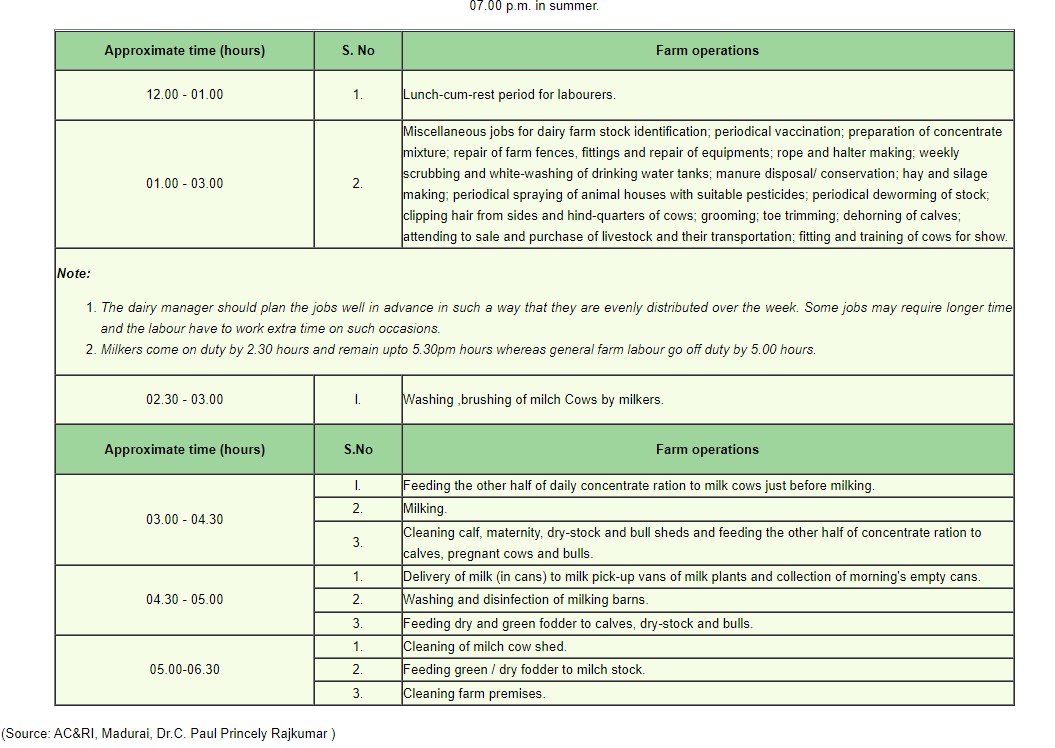 07.00 p.m. in summer.
Approximate time (hours) S. No Farm operations
12.00 - 01.00 1. Lunch-cum-rest period for labourers.
Miscellaneous jobs for dairy farm stock identification; periodical vaccination; preparation of concentrate
mixture; repair of farm fences, fittings and repair of equipments; rope and halter making; weekly
scrubbing and white-washing of drinking water tanks; manure disposal/ conservation; hay and silage
01.00 - 03.00 2. making; periodical spraying of animal houses with suitable pesticides; periodical deworming of stock;
clipping hair from sides and hind-quarters of cows; grooming; toe trimming; dehorning of calves;
attending to sale and purchase of livestock and their transportation; fitting and training of cows for show.
Note:
1. The dairy manager should plan the jobs well in advance in such a way that they are evenly distributed over the week. Some jobs may require longer time
and the labour have to work extra time on such occasions.
2. Milkers come on duty by 2.30 hours and remain upto 5.30pm hours whereas general farm labour go off duty by 5.00 hours.
02.30 - 03.00 I. Washing ,brushing of milch Cows by milkers.
Approximate time (hours) S.No Farm operations
03.00 - 04.30 I. Feeding the other half of daily concentrate ration to milk cows just before milking.
2. Milking.
3. Cleaning calf, maternity, dry-stock and bull sheds and feeding the other half of concentrate ration to
calves, pregnant cows and bulls.
04.30 - 05.00 1. Delivery of milk (in cans) to milk pick-up vans of milk plants and collection of morning's empty cans.
2. Washing and disinfection of milking barns.
3. Feeding dry and green fodder to calves, dry-stock and bulls.
05.00-06.30 1. Cleaning of milch cow shed.
2. Feeding green / dry fodder to milch stock.
3. Cleaning farm premises.
(Source: AC&RI, Madurai, Dr.C. Paul Princely Rajkumar )